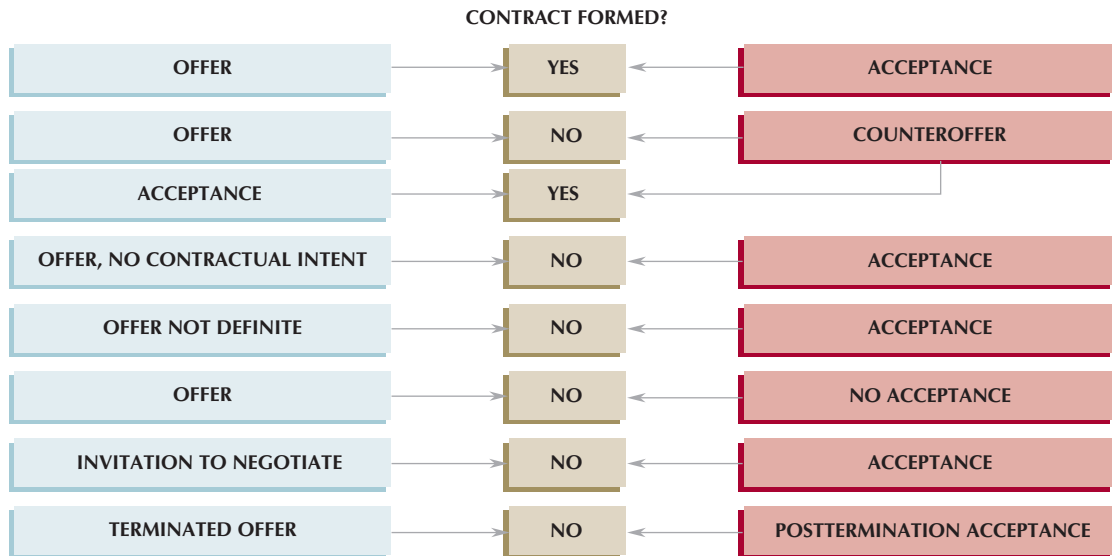 CONTRACT FORMED?
OFFER YES ACCEPTANCE
OFFER NO COUNTEROFFER
ACCEPTANCE YES
OFFER, NO CONTRACTUAL INTENT NO ACCEPTANCE
OFFER NOT DEFINITE NO ACCEPTANCE
OFFER NO NO ACCEPTANCE
INVITATION TO NEGOTIATE NO ACCEPTANCE
TERMINATED OFFER NO POSTTERMINATION ACCEPTANCE